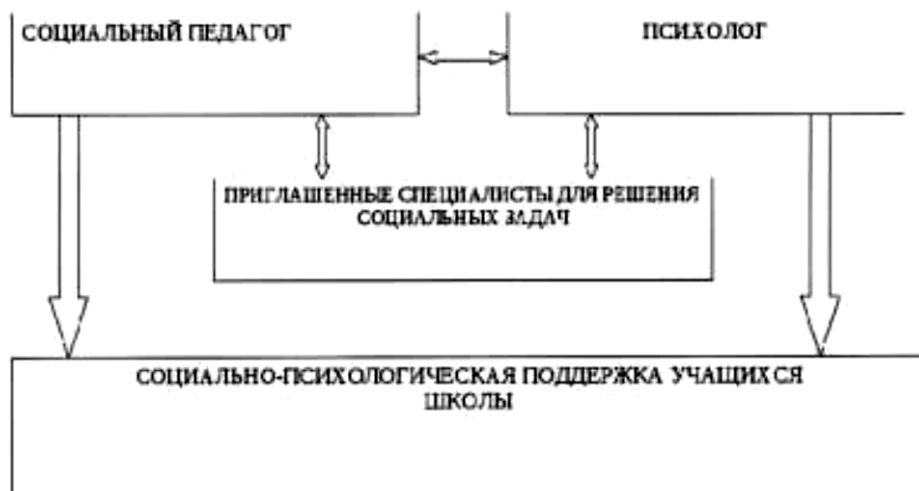 СОЦИАЛЬНЫЙ ПЕДАГОГ
ПСИХОЛОГ
ПРИГЛАШЕННЫЕ СПЕЦИАЛИСТЫ ДЛЯ РЕШЕНИЯ
СОЦИАЛЬНЫХ ЗАДАЧ
СОЦИАЛЬНО-ПСИХОЛОГИЧЕСКАЯ ПОДДЕРЖКА УЧАЩИХСЯ
ШКОЛЫ